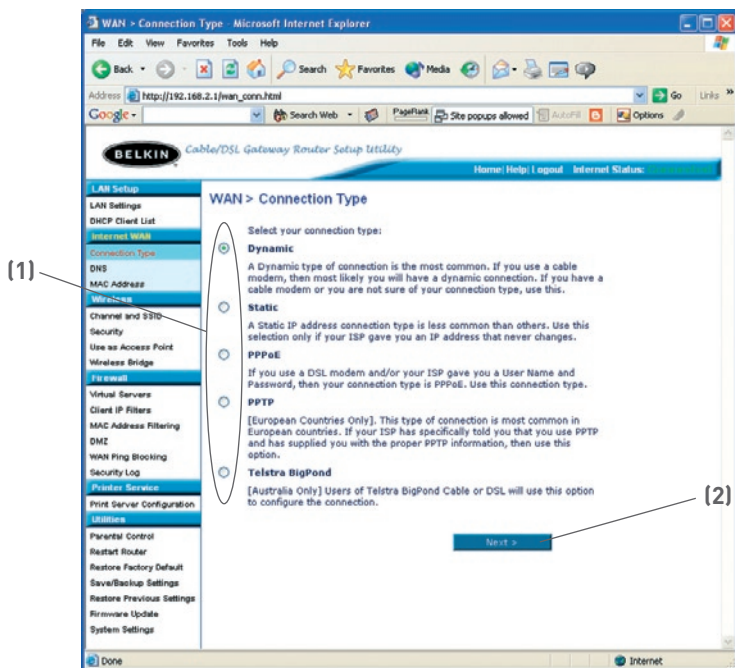 WAN > Connection Type - Microsoft Internet Explorer
File Edit View Favorites Tools Help
Back Search Favorites Media
Address http://192.168.2.1/wan_conn.html Go Links »
Google Search Web PageRank Site popups allowed AutoFill Options
BELKIN Cable/DSL Gateway Router Setup Utility
Home|Help|Logout Internet Status:
LAN Setup
LAN Settings
DHCP Client List
Internet WAN
Connection Type
DNS
MAC Address
Wireless
Channel and SSID
Security
Use as Access Point
Wireless Bridge
Firewall
Virtual Servers
Client IP Filters
MAC Address Filtering
DMZ
WAN Ping Blocking
Security Log
Printer Service
Print Server Configuration
Utilities
Parental Control
Restart Router
Restore Factory Default
Save/Backup Settings
Restore Previous Settings
Firmware Update
System Settings
WAN > Connection Type
Select your connection type:
Dynamic
A Dynamic type of connection is the most common. If you use a cable
modem, then most likely you will have a dynamic connection. If you have a
cable modem or you are not sure of your connection type, use this.
Static
A Static IP address connection type is less common than others. Use this
selection only if your ISP gave you an IP address that never changes.
PPPoE
If you use a DSL modem and/or your ISP gave you a User Name and
Password, then your connection type is PPPoE. Use this connection type.
PPTP
[European Countries Only]. This type of connection is most common in
European countries. If your ISP has specifically told you that you use PPTP
and has supplied you with the proper PPTP information, then use this
option.
Telstra BigPond
[Australia Only] Users of Telstra BigPond Cable or DSL will use this option
to configure the connection.
Next >
(1)
(2)
Done Internet